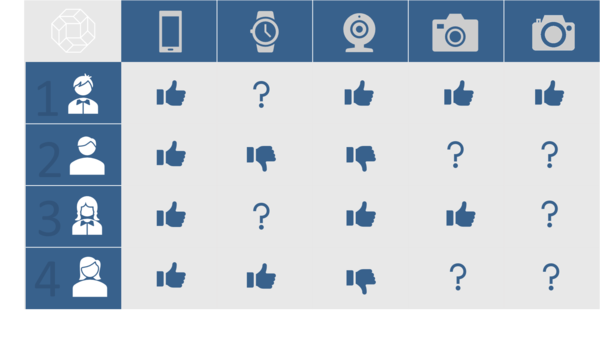 1 👍 ? 👍 👍 👍
2 👍 👎 👎 ? ?
3 👍 ? 👍 👍 ?
4 👍 👍 👎 ? ?